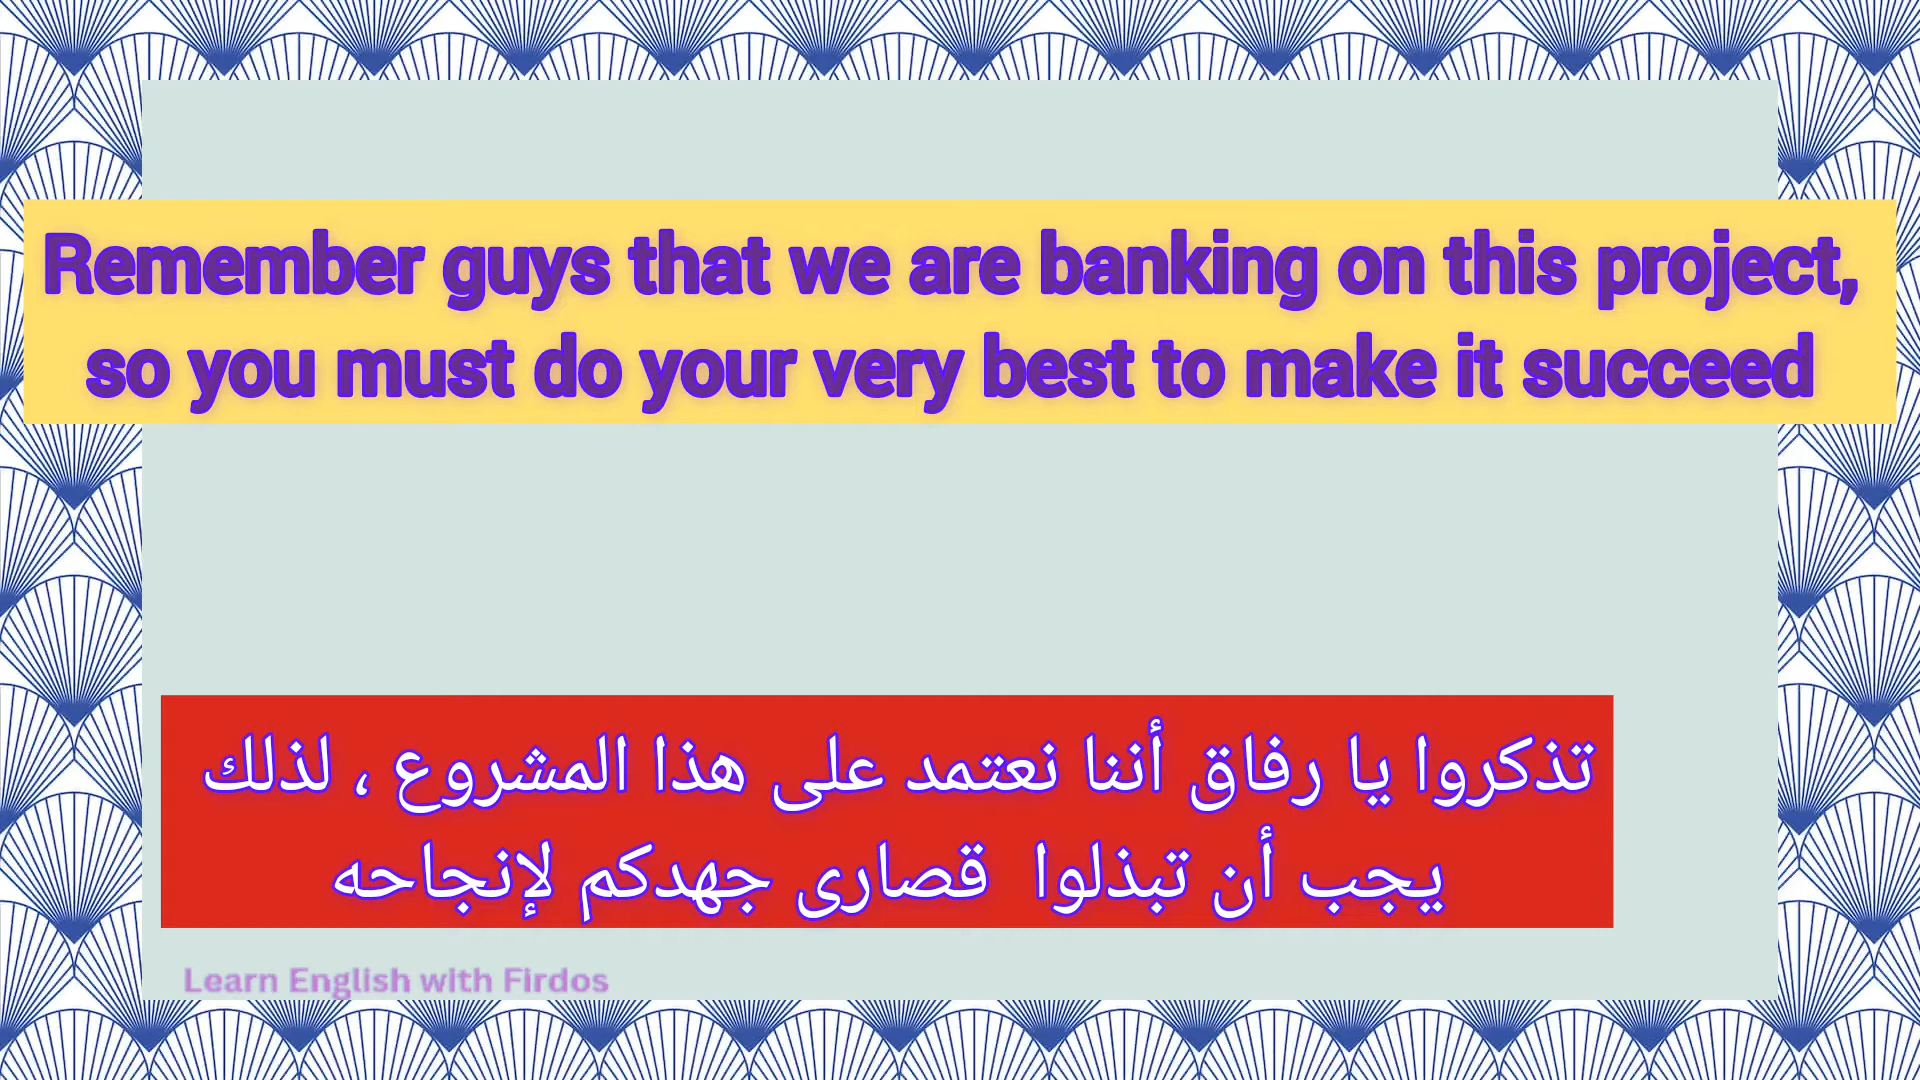 Remember guys that we are banking on this project,
so you must do your very best to make it succeed
تذكروا يا رفاق أننا نعتمد على هذا المشروع ، لذلك
يجب أن تبذلوا  قصارى جهدكم لإنجاحه
Learn English with Firdos